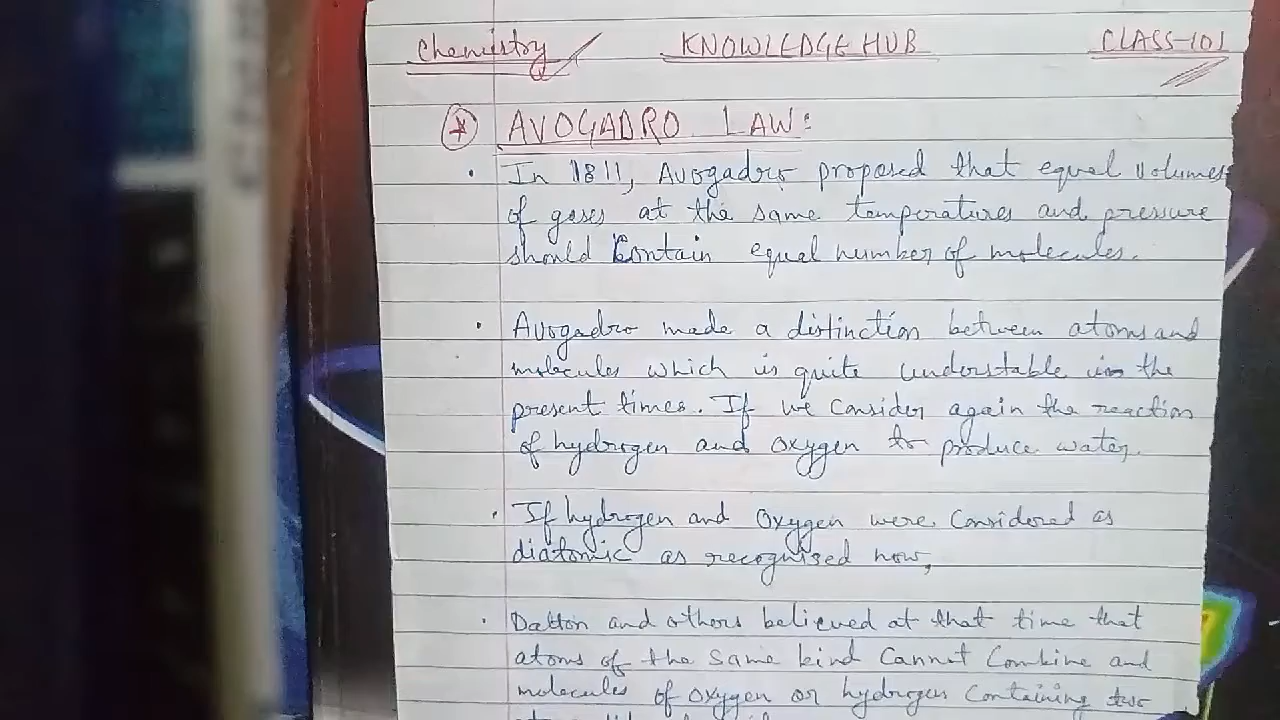 Chemistry KNOWLEDGE HUB CLASS-101
AVOGADRO LAW:
In 1811, Avogadro proposed that equal volumes
of gases at the same temperatures and pressure
should contain equal number of molecules.
Avogadro made a distinction between atoms and
molecules which is quite understable in the
present times. If we consider again the reaction
of hydrogen and oxygen to produce water.
If hydrogen and oxygen were considered as
diatomic as recognised now,
Dalton and others believed at that time that
atoms of the same kind cannot combine and
molecules of oxygen or hydrogen containing two